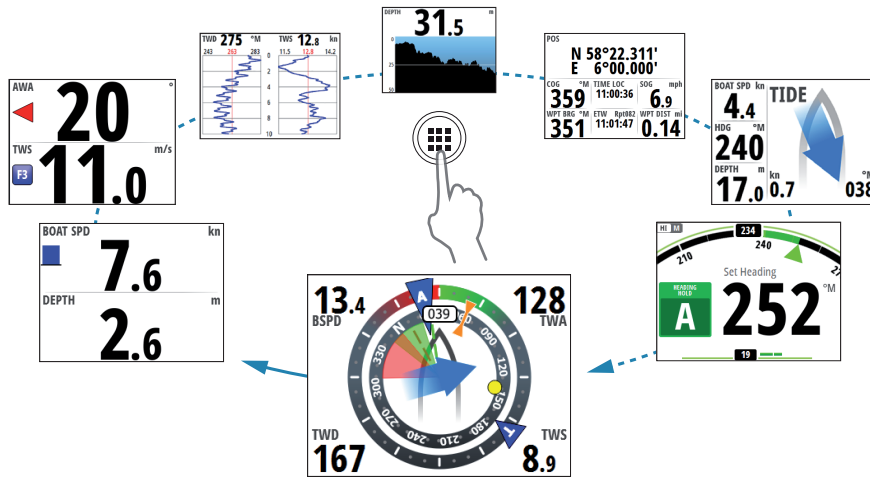 DEPTH 31.5 m
0
25
50
TWD 275 °M TWS 12.8 kn
243 263 283 11.5 12.8 14.2
0
2
4
6
8
10
POS
N 58°22.311'
E 6°00.000'
COG °M TIME LOC SOG mph
359 11:00:36 6.9
WPT BRG °M ETW Rpt082 WPT DIST mi
351 11:01:47 0.14
AWA °
20
TWS m/s
F3 11.0
BOAT SPD kn TIDE
4.4
HDG °M
240
DEPTH m
17.0 kn 0.7 °M 038
BOAT SPD kn
7.6
DEPTH m
2.6
HI M 234
210 240
Set Heading
HEADING
HOLD
A 252 °M
19
13.4 A 128
BSPD 039 TWA
N 060 090 120 150 180 210 240 270 300 330
T
TWD TWS
167 8.9